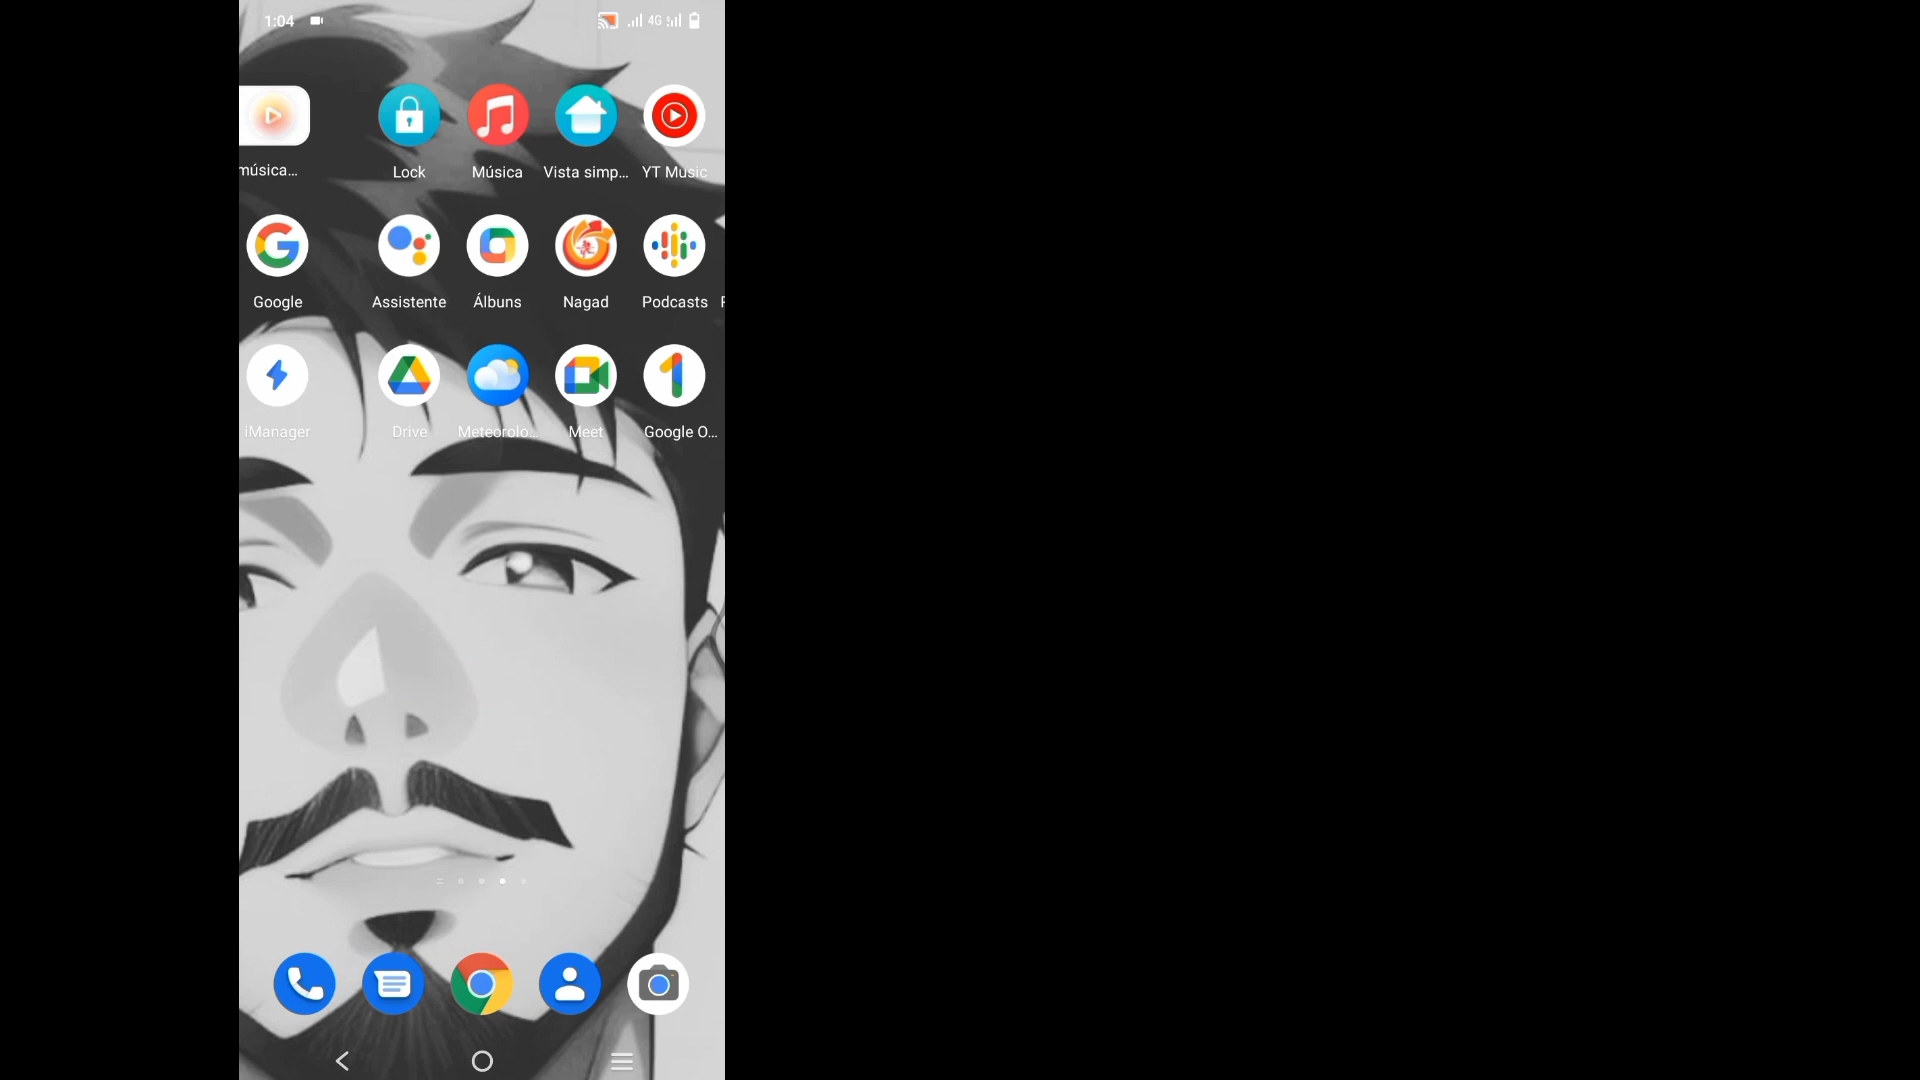 1:04
4G
música...
Lock
Música
Vista simp...
YT Music
Google
Assistente
Álbuns
Nagad
Podcasts
iManager
Drive
Meteorolo...
Meet
Google O...